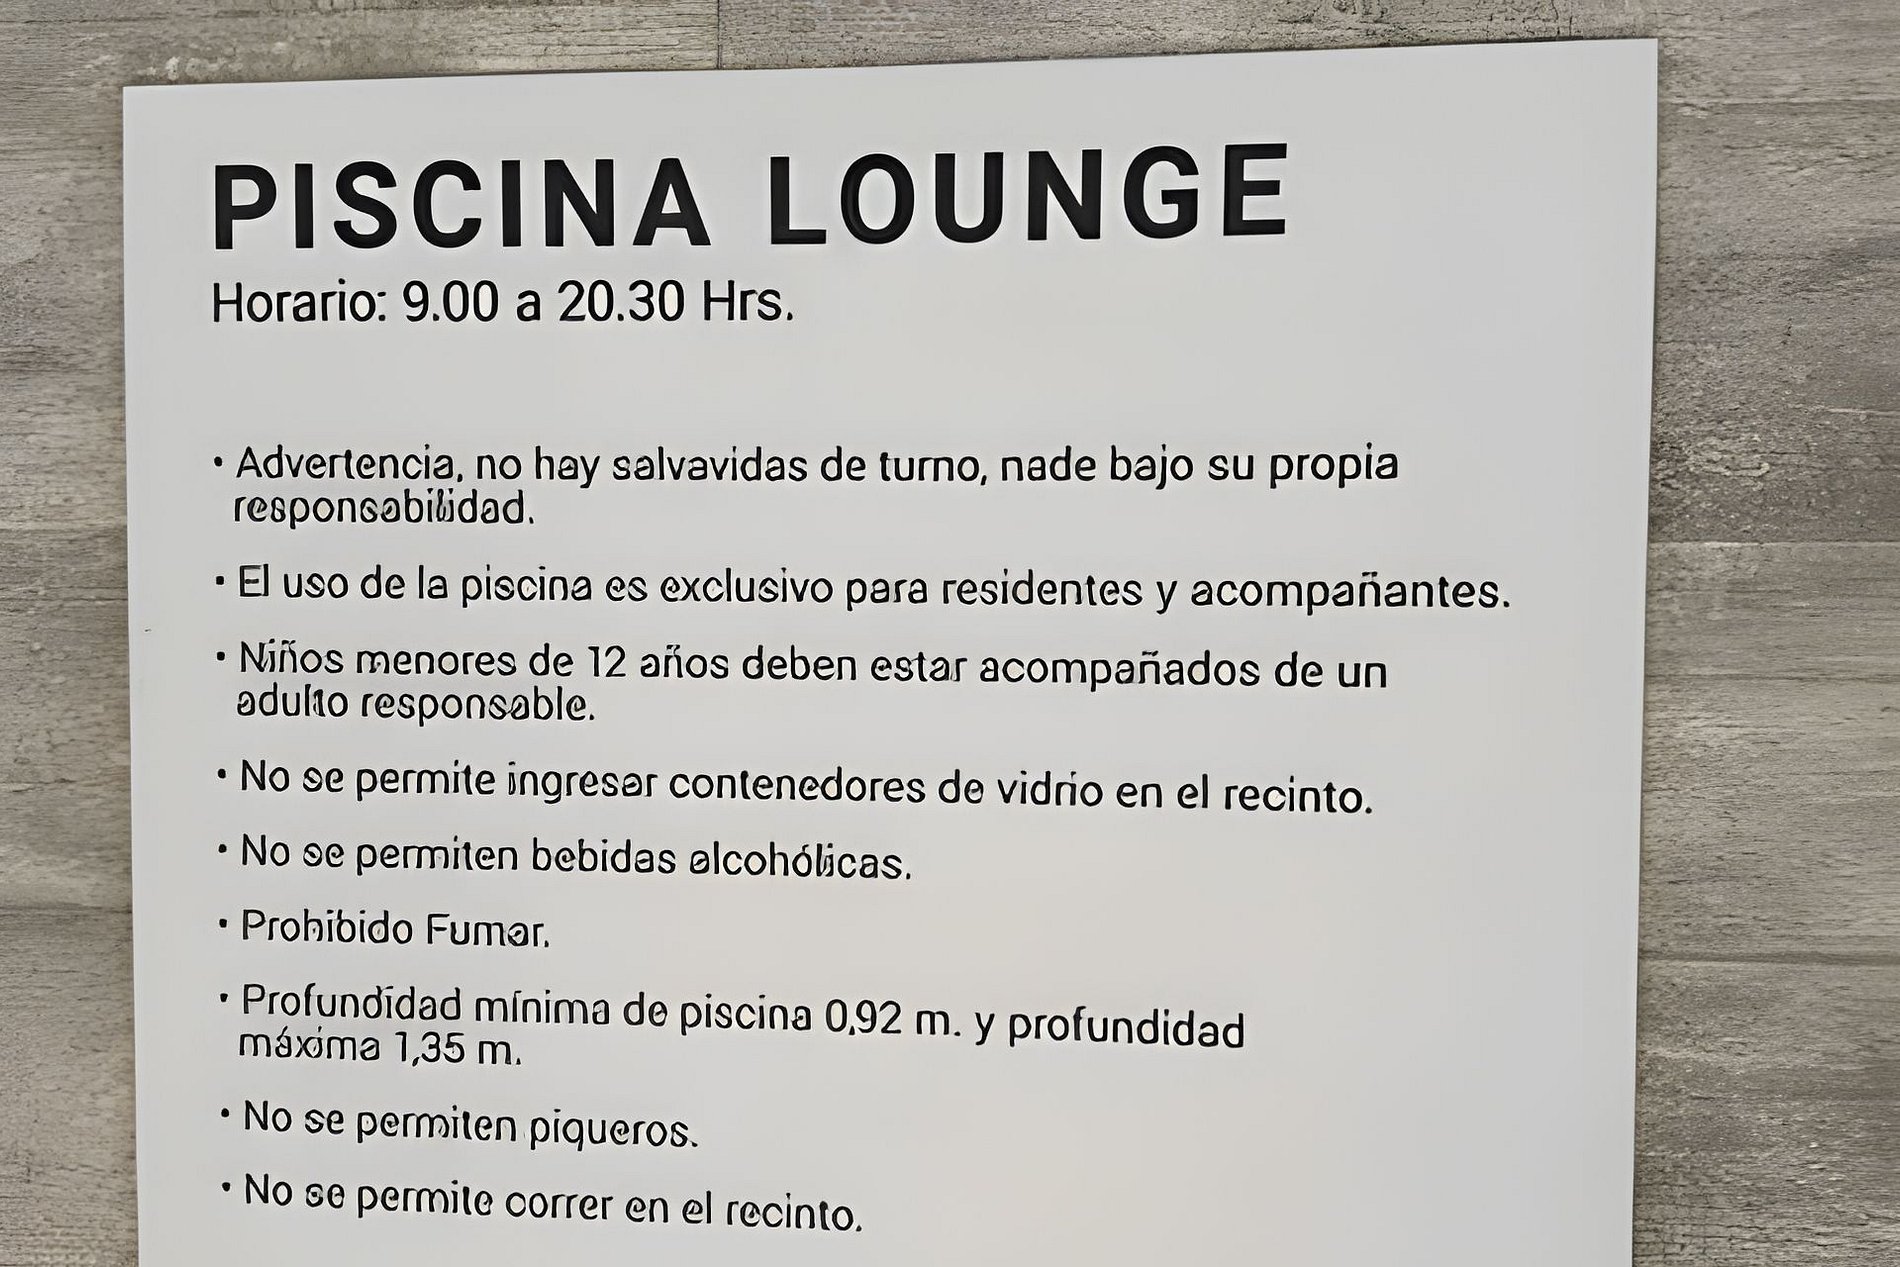 PISCINA LOUNGE
Horario: 9.00 a 20.30 Hrs.
• Advertencia, no hay salvavidas de turno, nade bajo su propia
responsabilidad.
• El uso de la piscina es exclusivo para residentes y acompañantes.
• Niños menores de 12 años deben estar acompañados de un
adulto responsable.
• No se permite ingresar contenedores de vidrio en el recinto.
• No se permiten bebidas alcohólicas.
• Prohibido Fumar.
• Profundidad mínima de piscina 0,92 m. y profundidad
máxima 1,35 m.
• No se permiten piqueros.
• No se permite correr en el recinto.